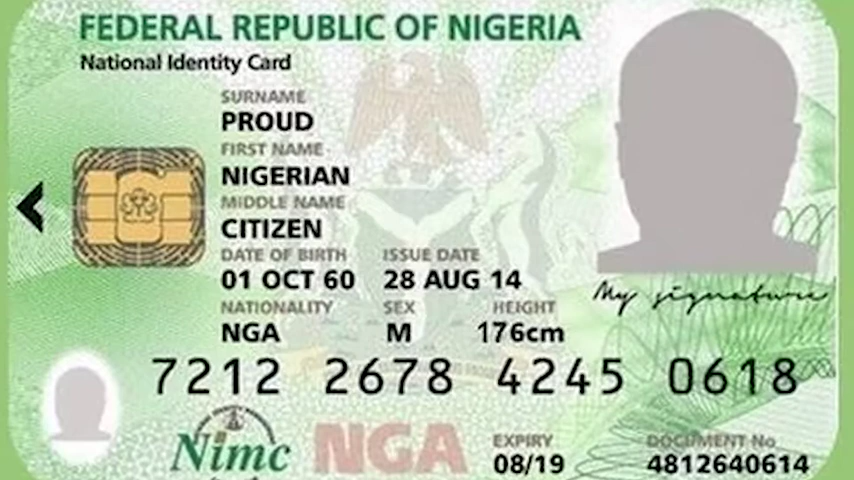 FEDERAL REPUBLIC OF NIGERIA
National Identity Card
SURNAME
PROUD
FIRST NAME
NIGERIAN
MIDDLE NAME
CITIZEN
DATE OF BIRTH ISSUE DATE
01 OCT 60 28 AUG 14
NATIONALITY SEX HEIGHT
NGA M 176cm
My signature
7212 2678 4245 0618
Nimc NGA
EXPIRY DOCUMENT No
08/19 4812640614